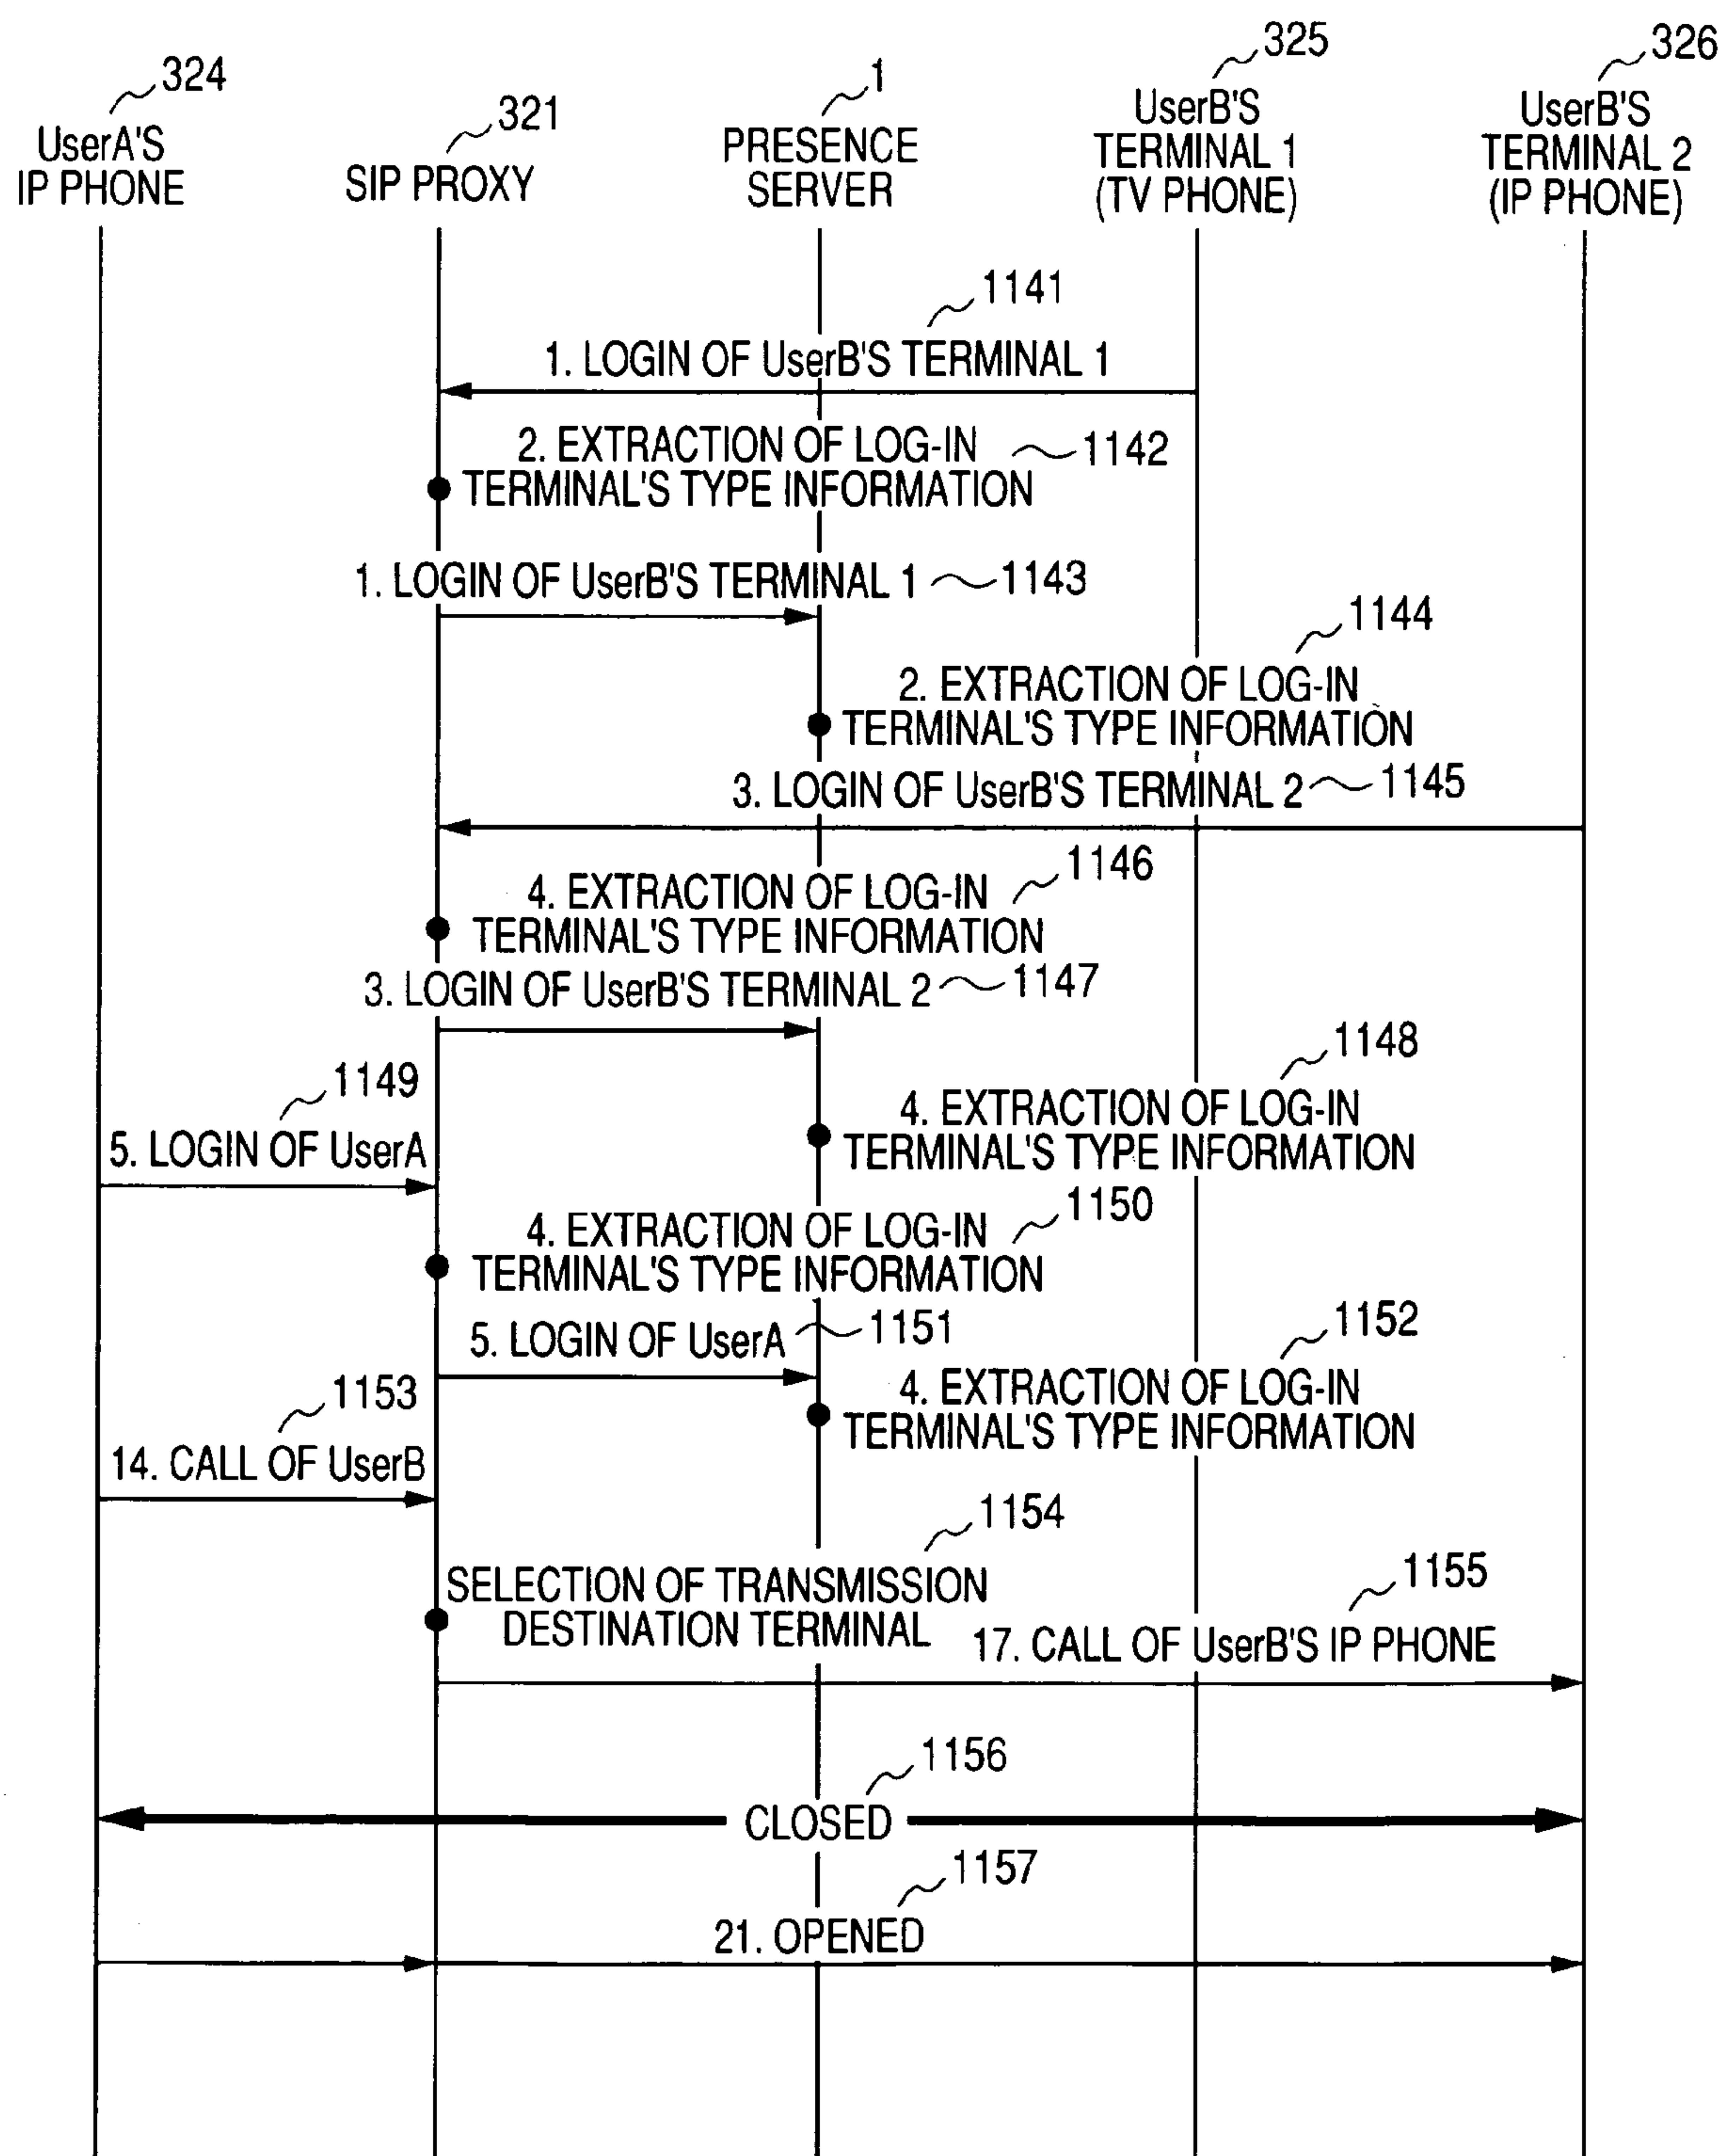 324
UserA'S
IP PHONE
321
SIP PROXY
1
PRESENCE
SERVER
325
UserB'S
TERMINAL 1
(TV PHONE)
326
UserB'S
TERMINAL 2
(IP PHONE)
1141
1. LOGIN OF UserB'S TERMINAL 1
2. EXTRACTION OF LOG-IN
TERMINAL'S TYPE INFORMATION
1142
1. LOGIN OF UserB'S TERMINAL 1
1143
1144
2. EXTRACTION OF LOG-IN
TERMINAL'S TYPE INFORMATION
3. LOGIN OF UserB'S TERMINAL 2
1145
1146
4. EXTRACTION OF LOG-IN
TERMINAL'S TYPE INFORMATION
3. LOGIN OF UserB'S TERMINAL 2
1147
1148
4. EXTRACTION OF LOG-IN
TERMINAL'S TYPE INFORMATION
1149
5. LOGIN OF UserA
1150
4. EXTRACTION OF LOG-IN
TERMINAL'S TYPE INFORMATION
5. LOGIN OF UserA
1151
1152
4. EXTRACTION OF LOG-IN
TERMINAL'S TYPE INFORMATION
1153
14. CALL OF UserB
1154
SELECTION OF TRANSMISSION
DESTINATION TERMINAL
1155
17. CALL OF UserB'S IP PHONE
1156
CLOSED
1157
21. OPENED